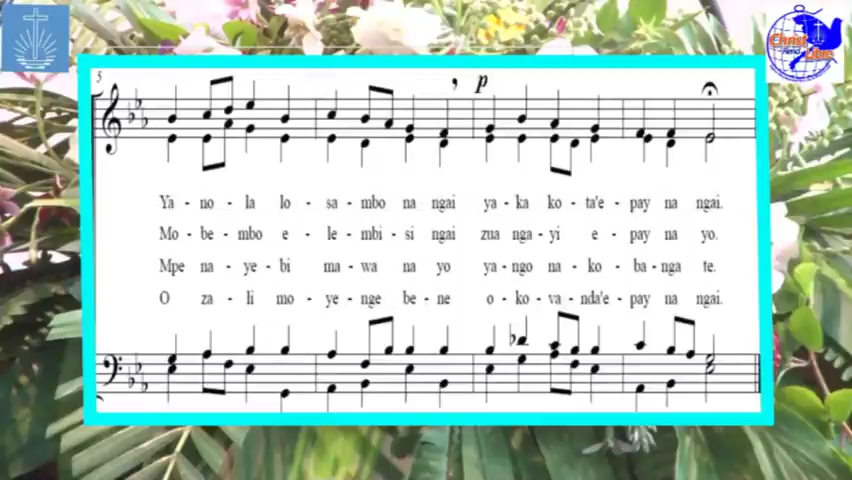 Christ
Rend
Libre
5
p
Ya - no - la lo - sa - mbo na ngai ya - ka ko - ta'e - pay na ngai.
Mo - be - mbo e - le - mbi - si ngai zua nga - yi e - pay na yo.
Mpe na - ye - bi ma - wa na yo ya - ngo na - ko - ba - nga te.
O za - li mo - ye - nge be - ne o - ko - va - nda'e - pay na ngai.